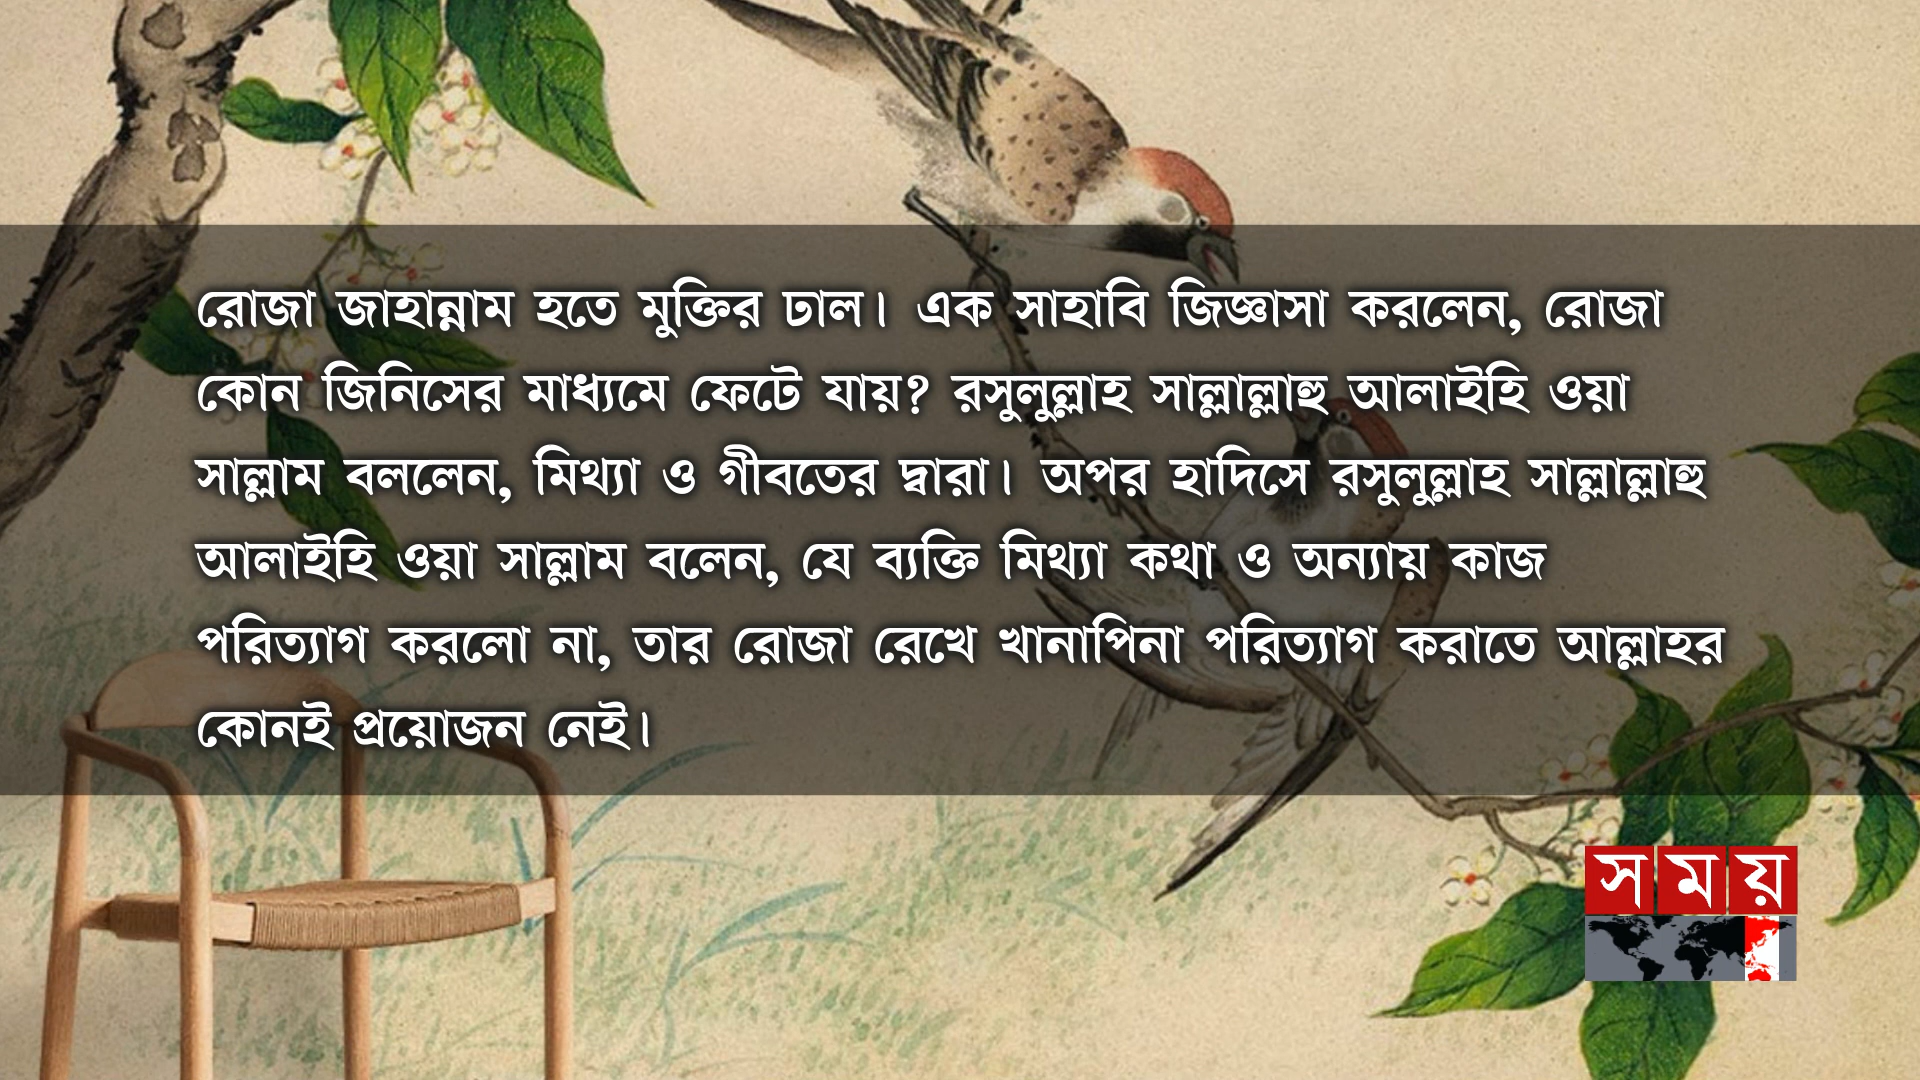 রোজা জাহান্নাম হতে মুক্তির ঢাল। এক সাহাবি জিজ্ঞাসা করলেন, রোজা
কোন জিনিসের মাধ্যমে ফেটে যায়? রসুলুল্লাহ সাল্লাল্লাহু আলাইহি ওয়া
সাল্লাম বললেন, মিথ্যা ও গীবতের দ্বারা। অপর হাদিসে রসুলুল্লাহ সাল্লাল্লাহু
আলাইহি ওয়া সাল্লাম বলেন, যে ব্যক্তি মিথ্যা কথা ও অন্যায় কাজ
পরিত্যাগ করলো না, তার রোজা রেখে খানাপিনা পরিত্যাগ করাতে আল্লাহর
কোনই প্রয়োজন নেই।
সময়